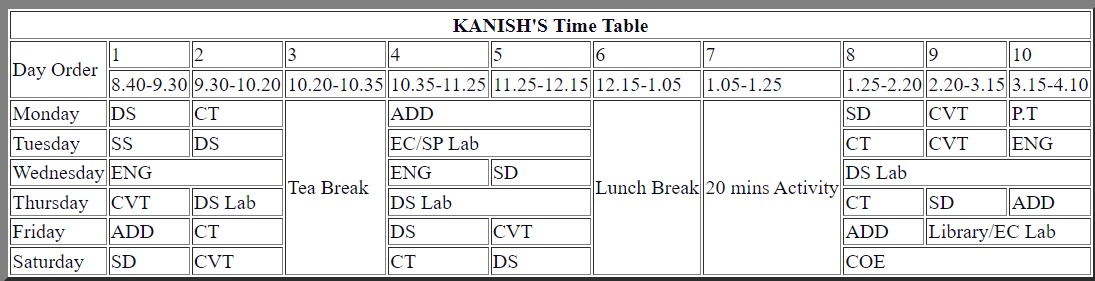 KANISH'S Time Table
Day Order 1 2 3 4 5 6 7 8 9 10
8.40-9.30 9.30-10.20 10.20-10.35 10.35-11.25 11.25-12.15 12.15-1.05 1.05-1.25 1.25-2.20 2.20-3.15 3.15-4.10
Monday DS CT Tea Break ADD Lunch Break 20 mins Activity SD CVT P.T
Tuesday SS DS EC/SP Lab CT CVT ENG
Wednesday ENG ENG SD DS Lab
Thursday CVT DS Lab DS Lab CT SD ADD
Friday ADD CT DS CVT ADD Library/EC Lab
Saturday SD CVT CT DS COE